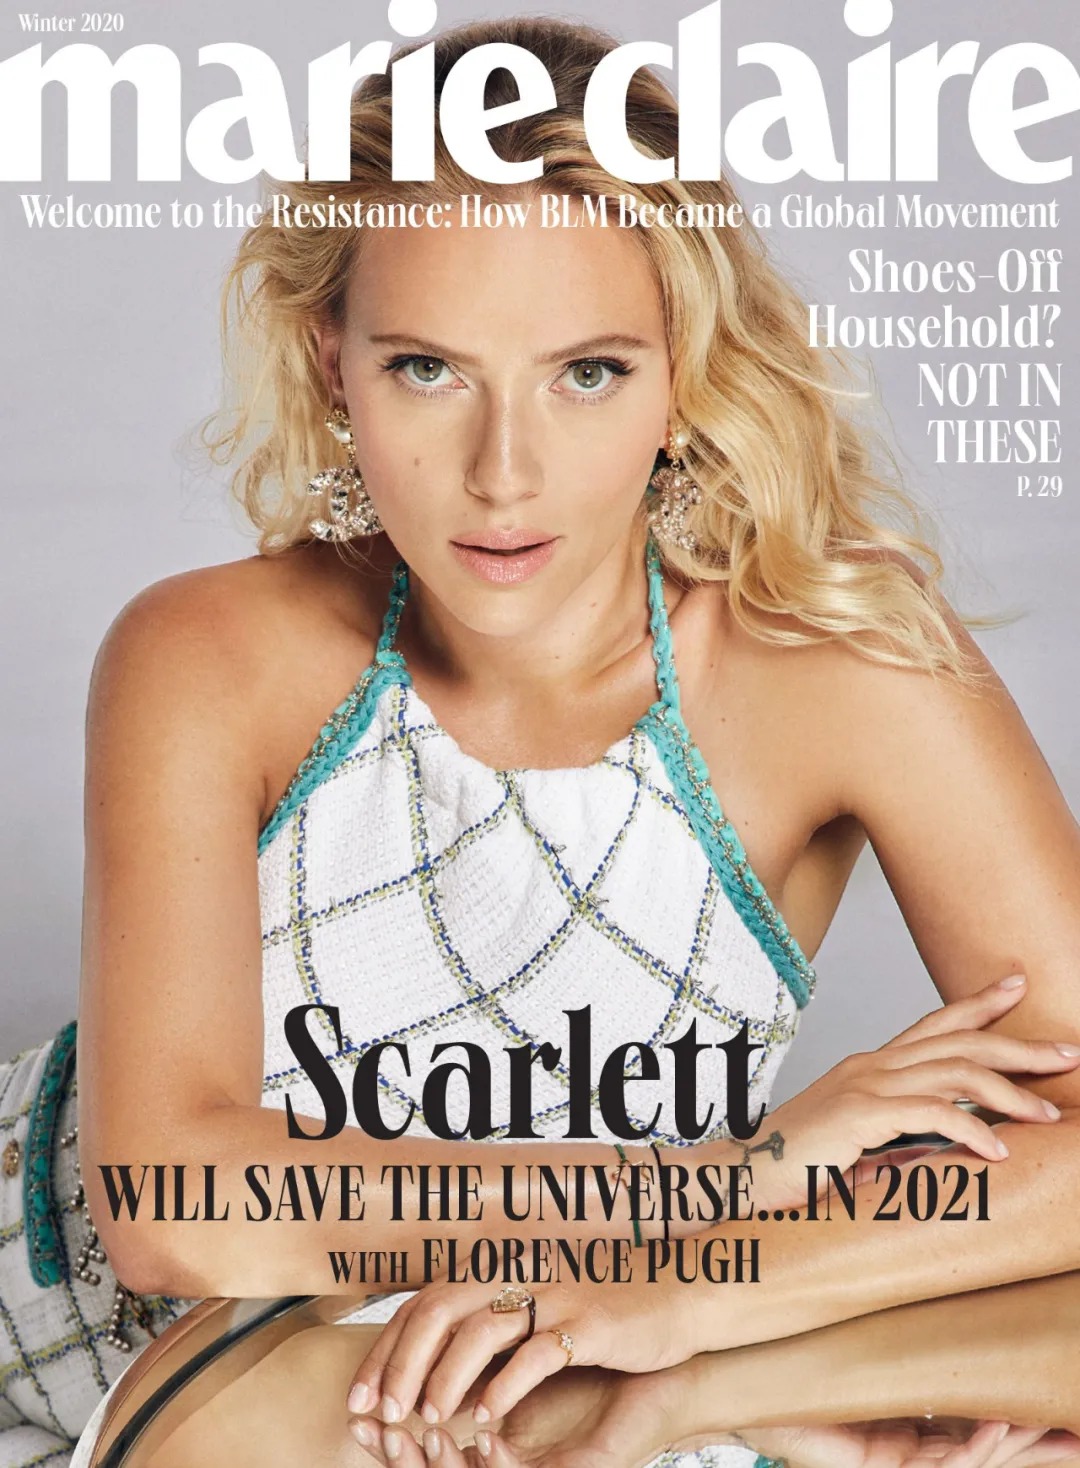 Winter 2020
marie claire
Welcome to the Resistance: How BLM Became a Global Movement
Shoes-Off
Household?
NOT IN
THESE
P. 29
Scarlett
WILL SAVE THE UNIVERSE...IN 2021
WITH FLORENCE PUGH